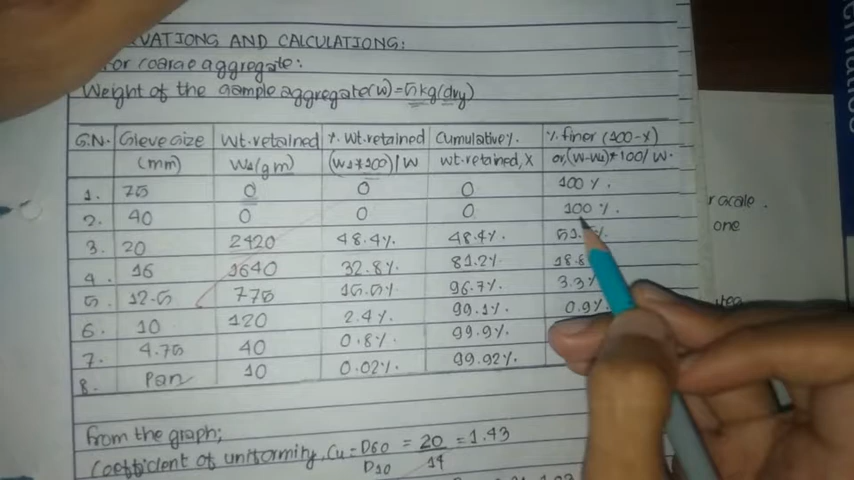 VATIONS AND CALCULATIONS:
or coarse aggregate:
Weight of the sample aggregate (W) = 5kg (dry)
S.N. Sieve size (mm) Wt. retained W1 (gm) % Wt. retained (W1*100)/W Cumulative % wt. retained, X % finer (100-X) or, (W-W1)*100/W.
1. 75 0 0 0 100 %.
2. 40 0 0 0 100 %.
3. 20 2420 48.4%. 48.4%.
4. 16 1640 32.8%. 81.2% 18.8
5. 12.5 775 15.5% 96.7% 3.3%
6. 10 120 2.4% 99.1% 0.9%
7. 4.75 40 0.8% 99.9%
8. Pan 10 0.02% 99.92%
From the graph;
Coefficient of uniformity, Cu = D60/D10 = 20/14 = 1.43
r scale.
one